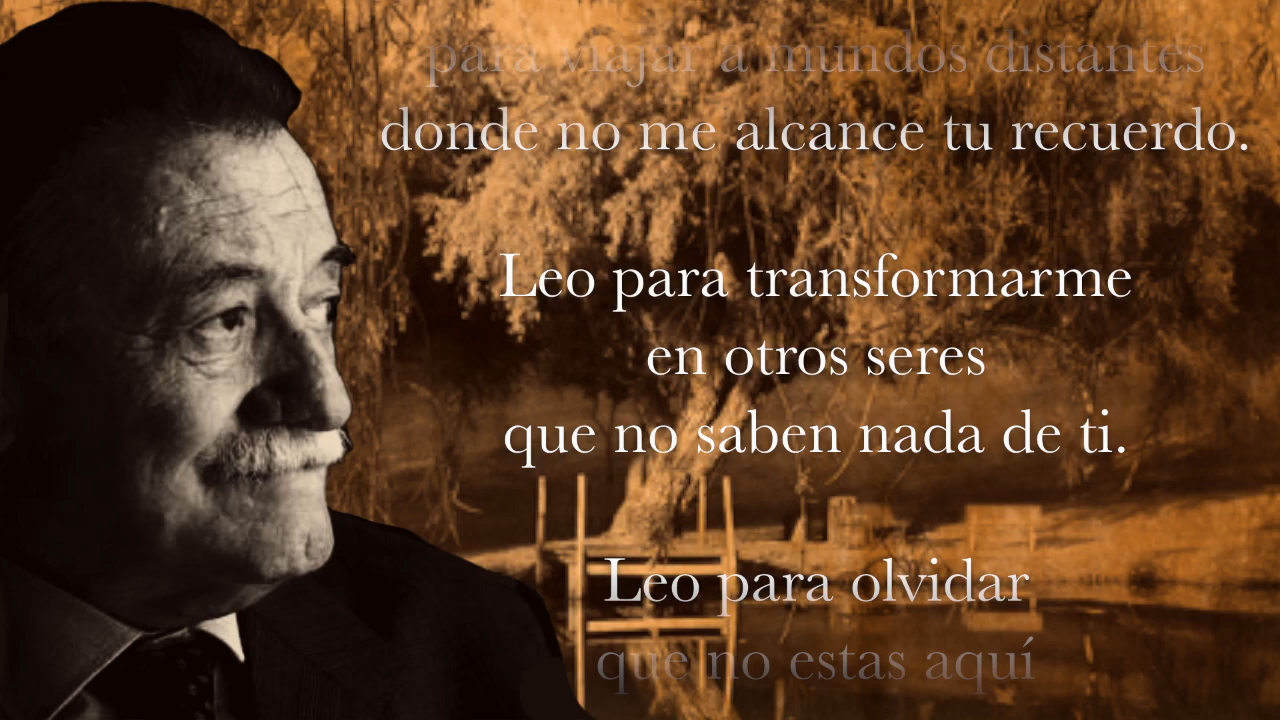 para viajar a mundos distantes
donde no me alcance tu recuerdo.
Leo para transformarme
en otros seres
que no saben nada de ti.
Leo para olvidar
que no estas aquí